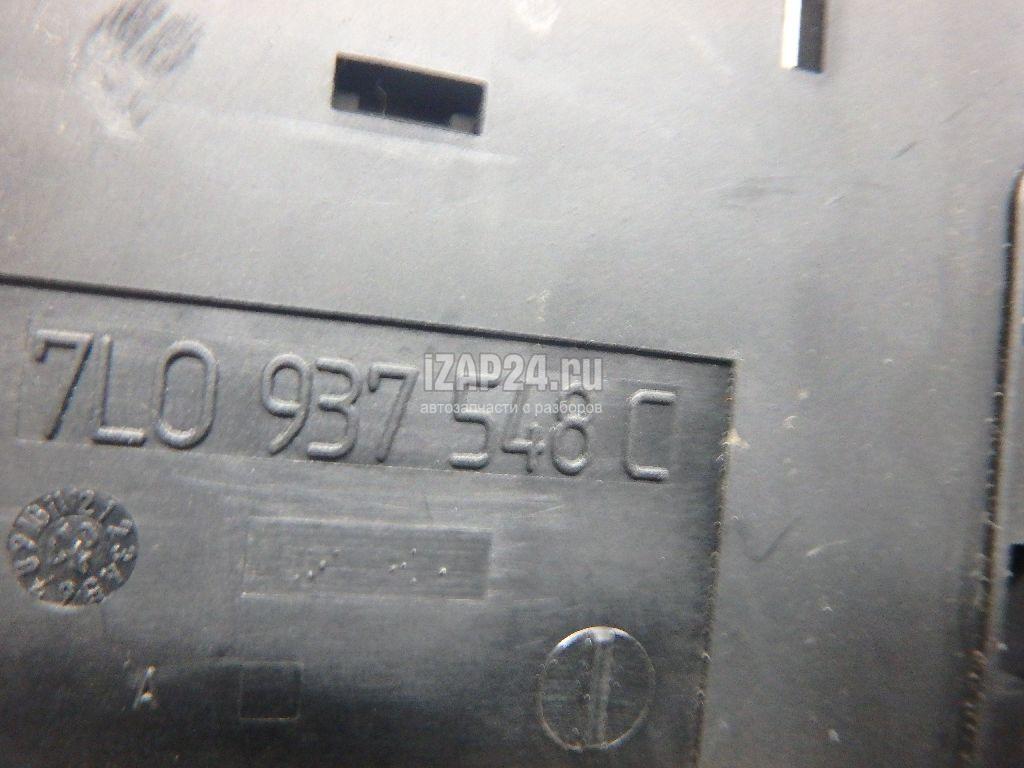 7L0 937 548 C
iZAP24.ru
автозапчасти с разборов
A